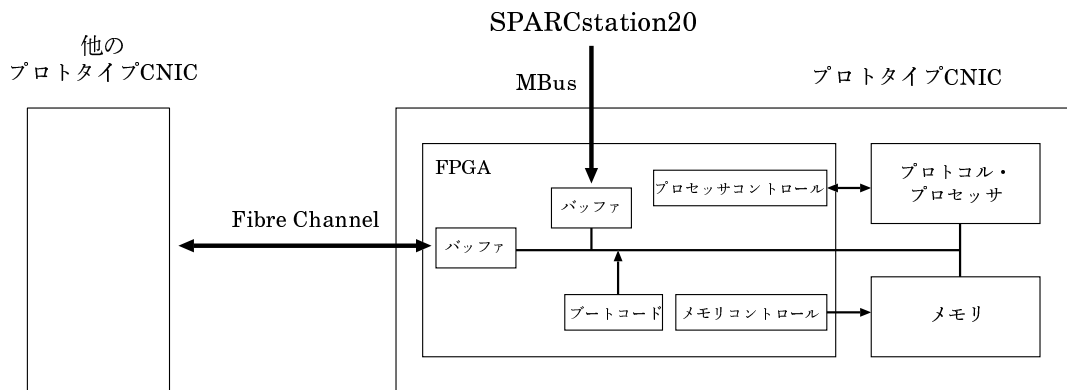 SPARCstation20
他の
プロトタイプCNIC
MBus
プロトタイプCNIC
FPGA
プロセッサコントロール
プロトコル・
プロセッサ
バッファ
Fibre Channel
バッファ
ブートコード
メモリコントロール
メモリ